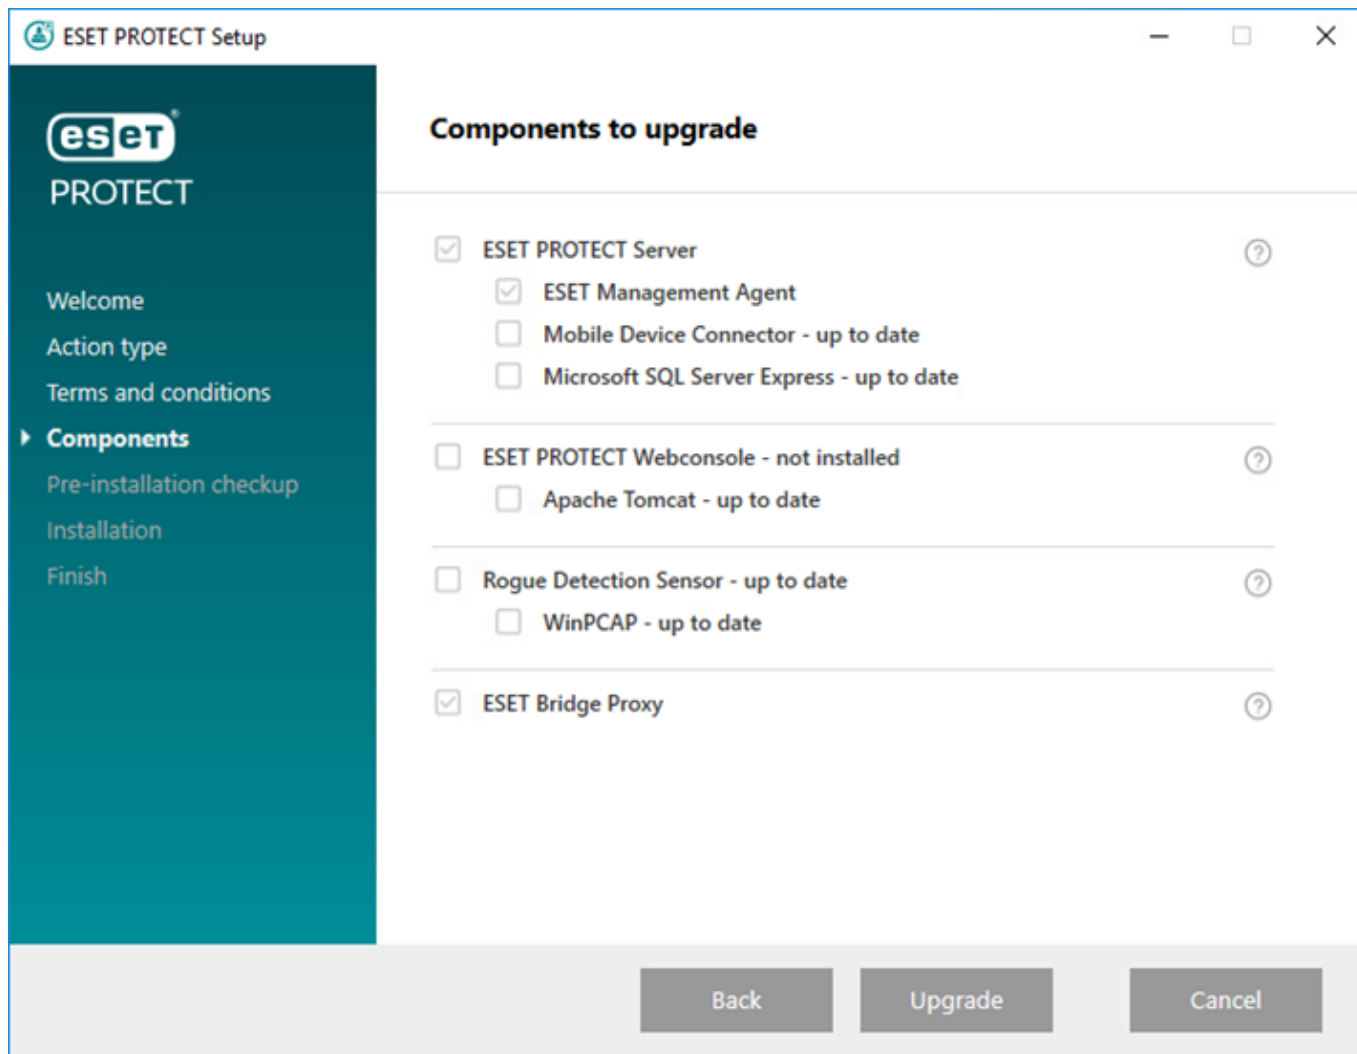 ESET PROTECT Setup
eseT®
PROTECT
Welcome
Action type
Terms and conditions
Components
Pre-installation checkup
Installation
Finish
Components to upgrade
ESET PROTECT Server
ESET Management Agent
Mobile Device Connector - up to date
Microsoft SQL Server Express - up to date
ESET PROTECT Webconsole - not installed
Apache Tomcat - up to date
Rogue Detection Sensor - up to date
WinPCAP - up to date
ESET Bridge Proxy
Back
Upgrade
Cancel